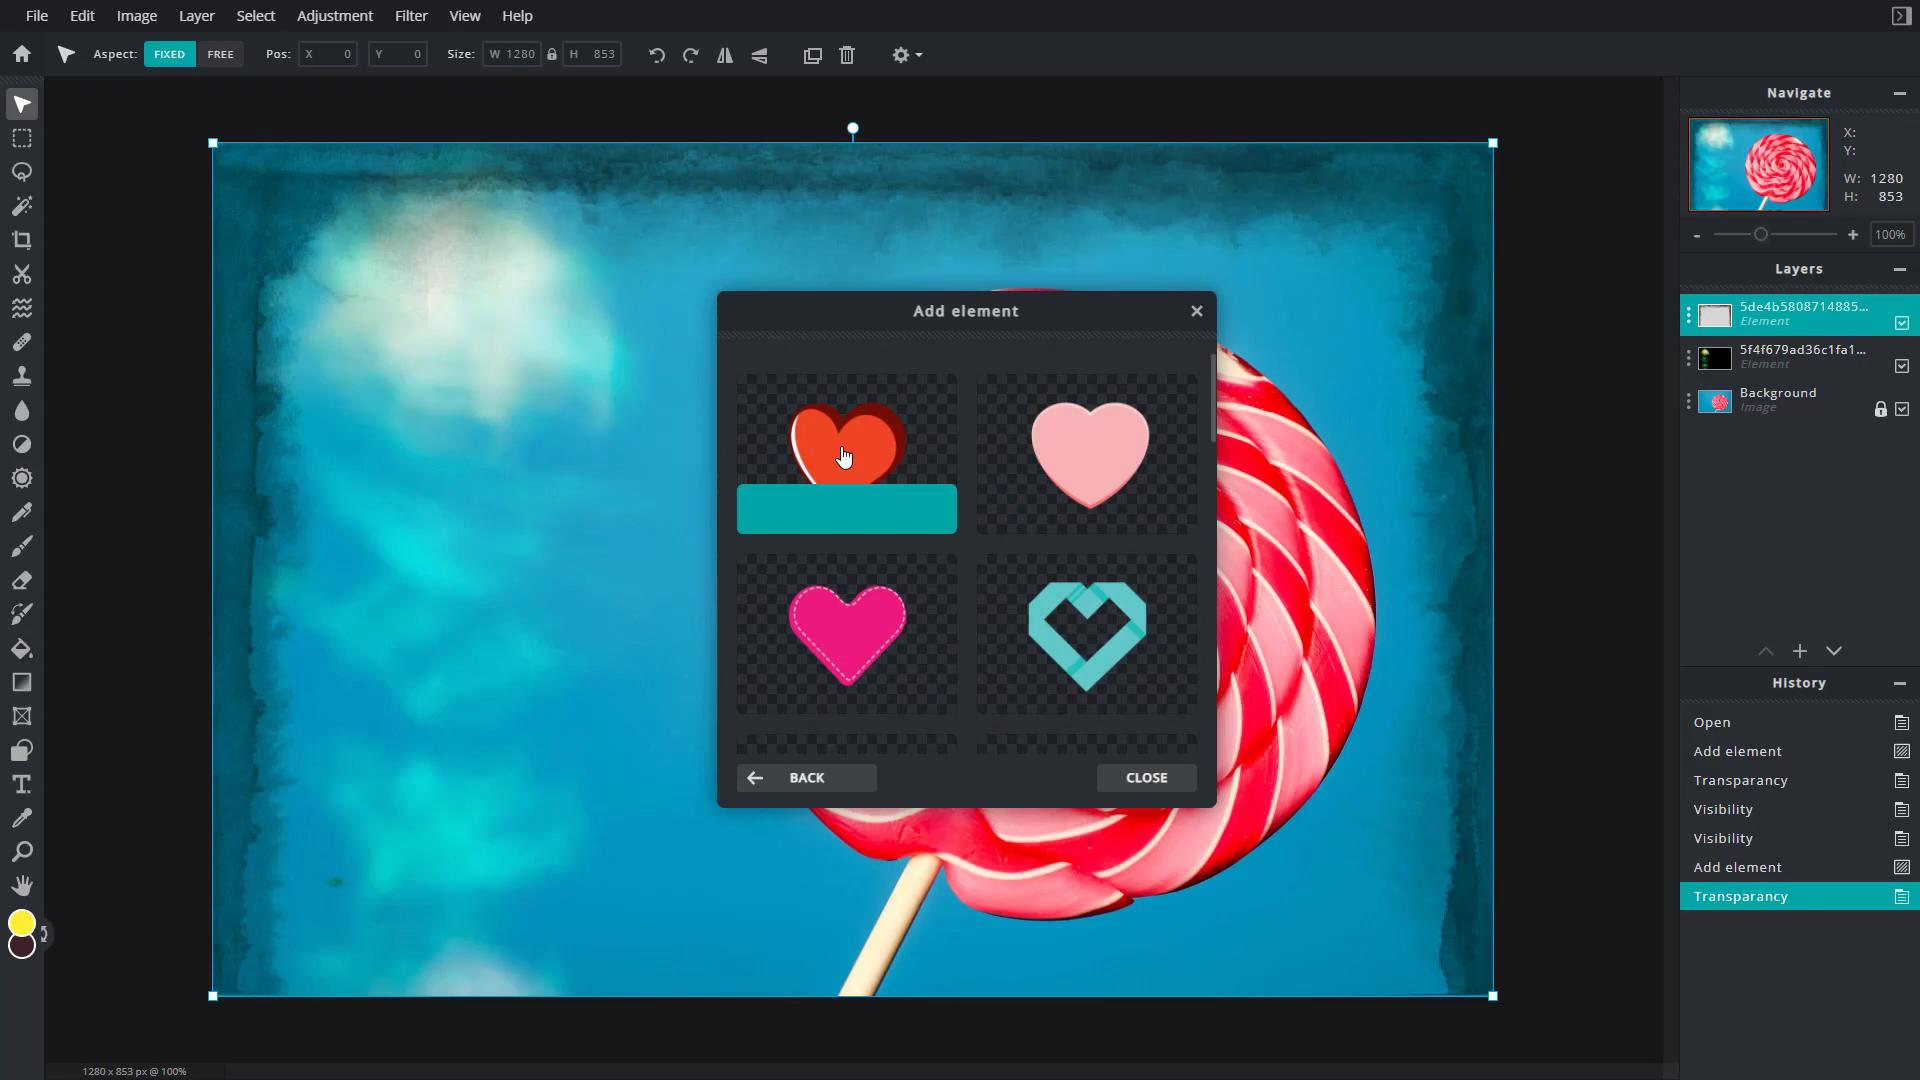 File Edit Image Layer Select Adjustment Filter View Help
Aspect: FIXED FREE Pos: X 0 Y 0 Size: W 1280 H 853
Navigate
X:
Y:
W: 1280
H: 853
- + 100%
Layers
5de4b5808714885...
Element
5f4f679ad36c1fa1...
Element
Background
Image
Add element
BACK CLOSE
History
Open
Add element
Transparancy
Visibility
Visibility
Add element
Transparancy
1280 x 853 px @ 100%